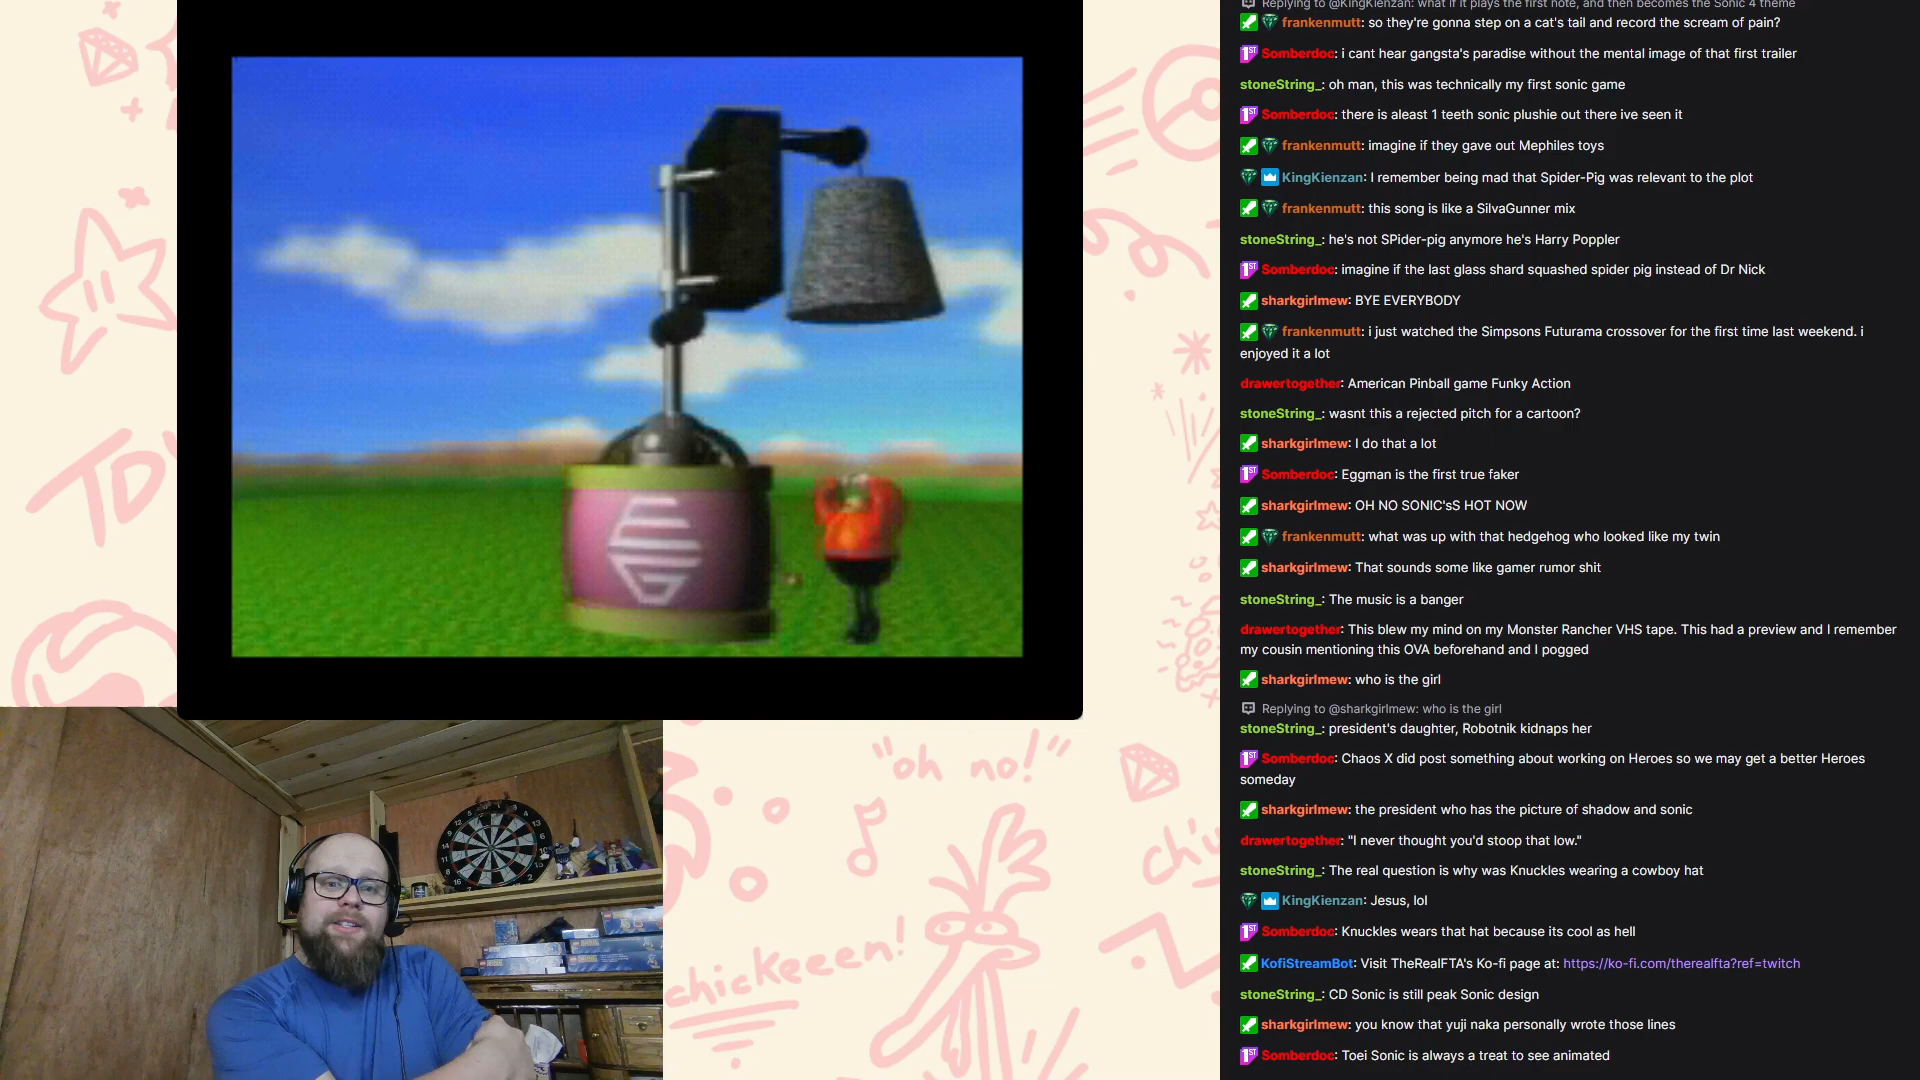 Replying to @KingKienzan: what if it plays the first note, and then becomes the Sonic 4 theme
frankenmutt: so they're gonna step on a cat's tail and record the scream of pain?
Somberdoc: i cant hear gangsta's paradise without the mental image of that first trailer
stoneString_: oh man, this was technically my first sonic game
Somberdoc: there is aleast 1 teeth sonic plushie out there ive seen it
frankenmutt: imagine if they gave out Mephiles toys
KingKienzan: I remember being mad that Spider-Pig was relevant to the plot
frankenmutt: this song is like a SilvaGunner mix
stoneString_: he's not SPider-pig anymore he's Harry Poppler
Somberdoc: imagine if the last glass shard squashed spider pig instead of Dr Nick
sharkgirlmew: BYE EVERYBODY
frankenmutt: i just watched the Simpsons Futurama crossover for the first time last weekend. i
enjoyed it a lot
drawertogether: American Pinball game Funky Action
stoneString_: wasnt this a rejected pitch for a cartoon?
sharkgirlmew: I do that a lot
Somberdoc: Eggman is the first true faker
sharkgirlmew: OH NO SONIC'sS HOT NOW
frankenmutt: what was up with that hedgehog who looked like my twin
sharkgirlmew: That sounds some like gamer rumor shit
stoneString_: The music is a banger
drawertogether: This blew my mind on my Monster Rancher VHS tape. This had a preview and I remember
my cousin mentioning this OVA beforehand and I pogged
sharkgirlmew: who is the girl
Replying to @sharkgirlmew: who is the girl
stoneString_: president's daughter, Robotnik kidnaps her
Somberdoc: Chaos X did post something about working on Heroes so we may get a better Heroes
someday
sharkgirlmew: the president who has the picture of shadow and sonic
drawertogether: "I never thought you'd stoop that low."
stoneString_: The real question is why was Knuckles wearing a cowboy hat
KingKienzan: Jesus, lol
Somberdoc: Knuckles wears that hat because its cool as hell
KofiStreamBot: Visit TheRealFTA's Ko-fi page at: https://ko-fi.com/therealfta?ref=twitch
stoneString_: CD Sonic is still peak Sonic design
sharkgirlmew: you know that yuji naka personally wrote those lines
Somberdoc: Toei Sonic is always a treat to see animated
"oh no!"
chickeeen!